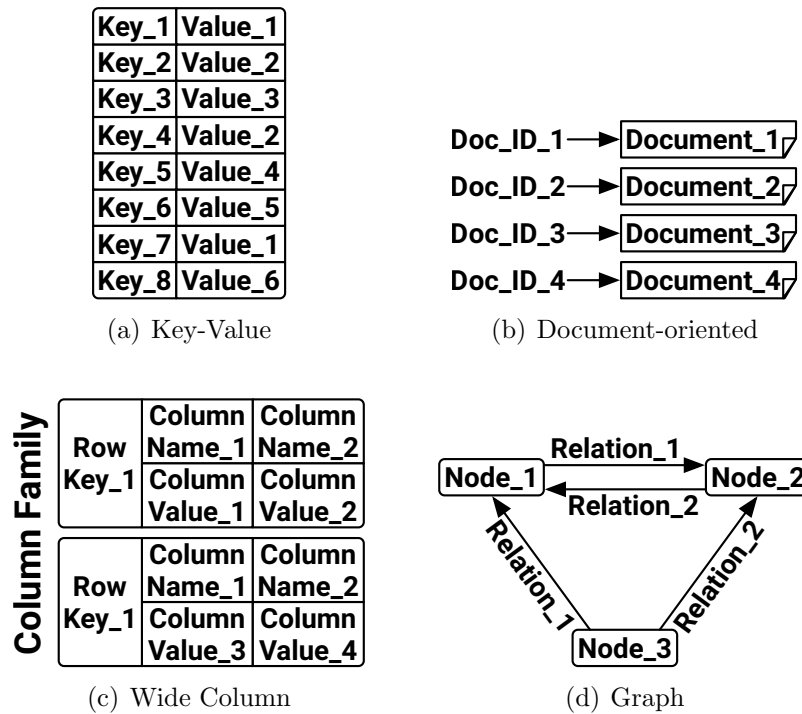 Key_1 Value_1
Key_2 Value_2
Key_3 Value_3
Key_4 Value_2
Key_5 Value_4
Key_6 Value_5
Key_7 Value_1
Key_8 Value_6
(a) Key-Value
Doc_ID_1 Document_1
Doc_ID_2 Document_2
Doc_ID_3 Document_3
Doc_ID_4 Document_4
(b) Document-oriented
Column Family
Row
Key_1
Column
Name_1
Column
Name_2
Column
Value_1
Column
Value_2
Row
Key_1
Column
Name_1
Column
Name_2
Column
Value_3
Column
Value_4
(c) Wide Column
Relation_1
Node_1
Node_2
Relation_2
Relation_1
Relation_2
Node_3
(d) Graph